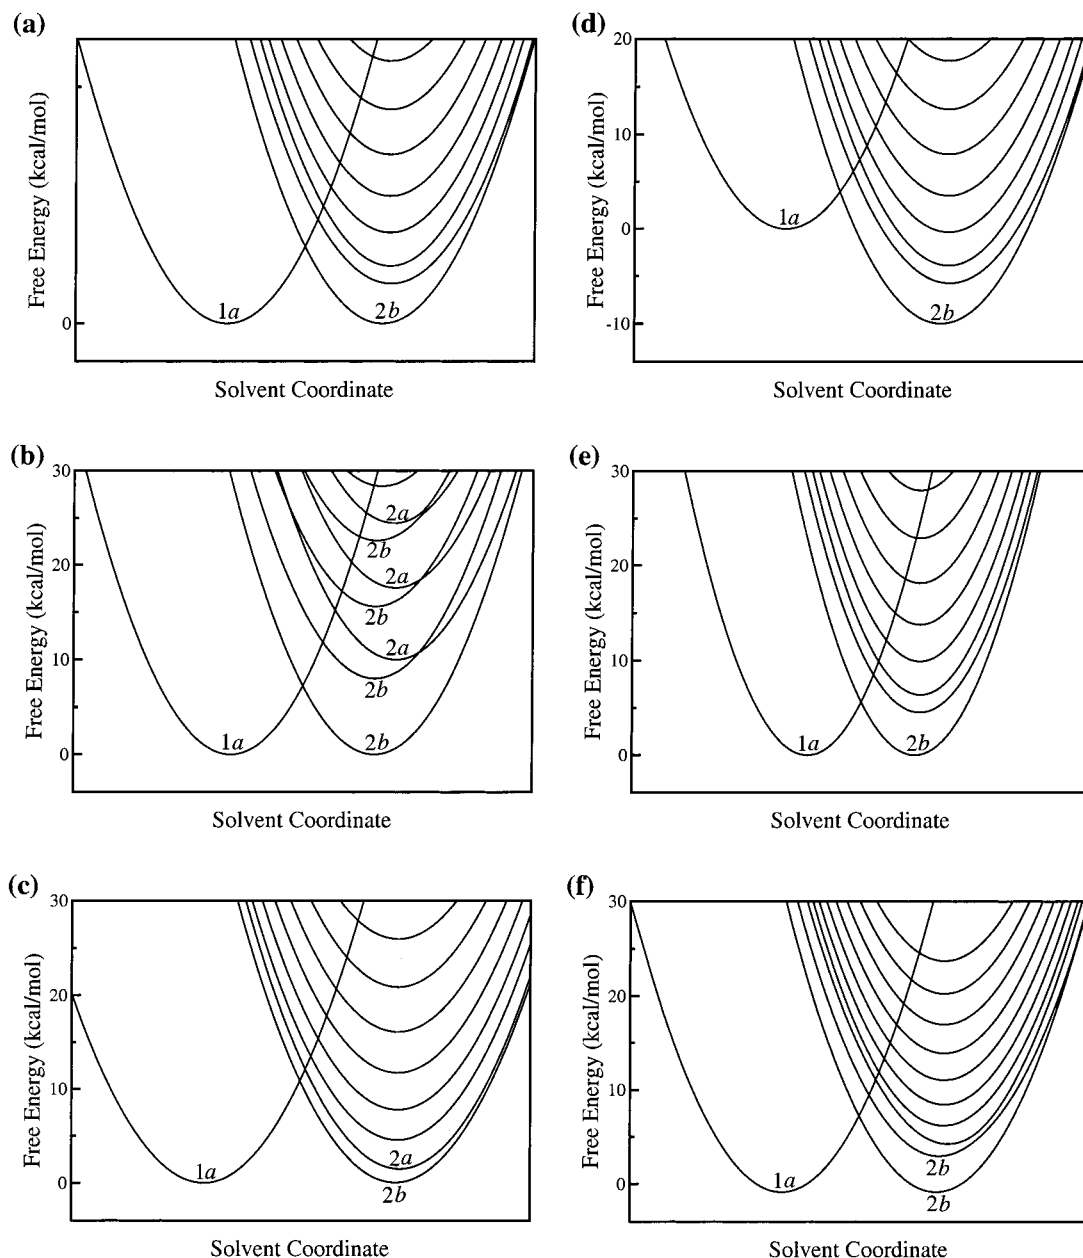 (a)
Free Energy (kcal/mol)
0
1a
2b
Solvent Coordinate
(b)
Free Energy (kcal/mol)
30
20
10
0
2a
2b
2a
2b
2a
2b
1a
2b
Solvent Coordinate
(c)
Free Energy (kcal/mol)
30
20
10
0
1a
2a
2b
Solvent Coordinate
(d)
Free Energy (kcal/mol)
20
10
0
-10
1a
2b
Solvent Coordinate
(e)
Free Energy (kcal/mol)
30
20
10
0
1a
2b
Solvent Coordinate
(f)
Free Energy (kcal/mol)
30
20
10
0
2b
1a
2b
Solvent Coordinate